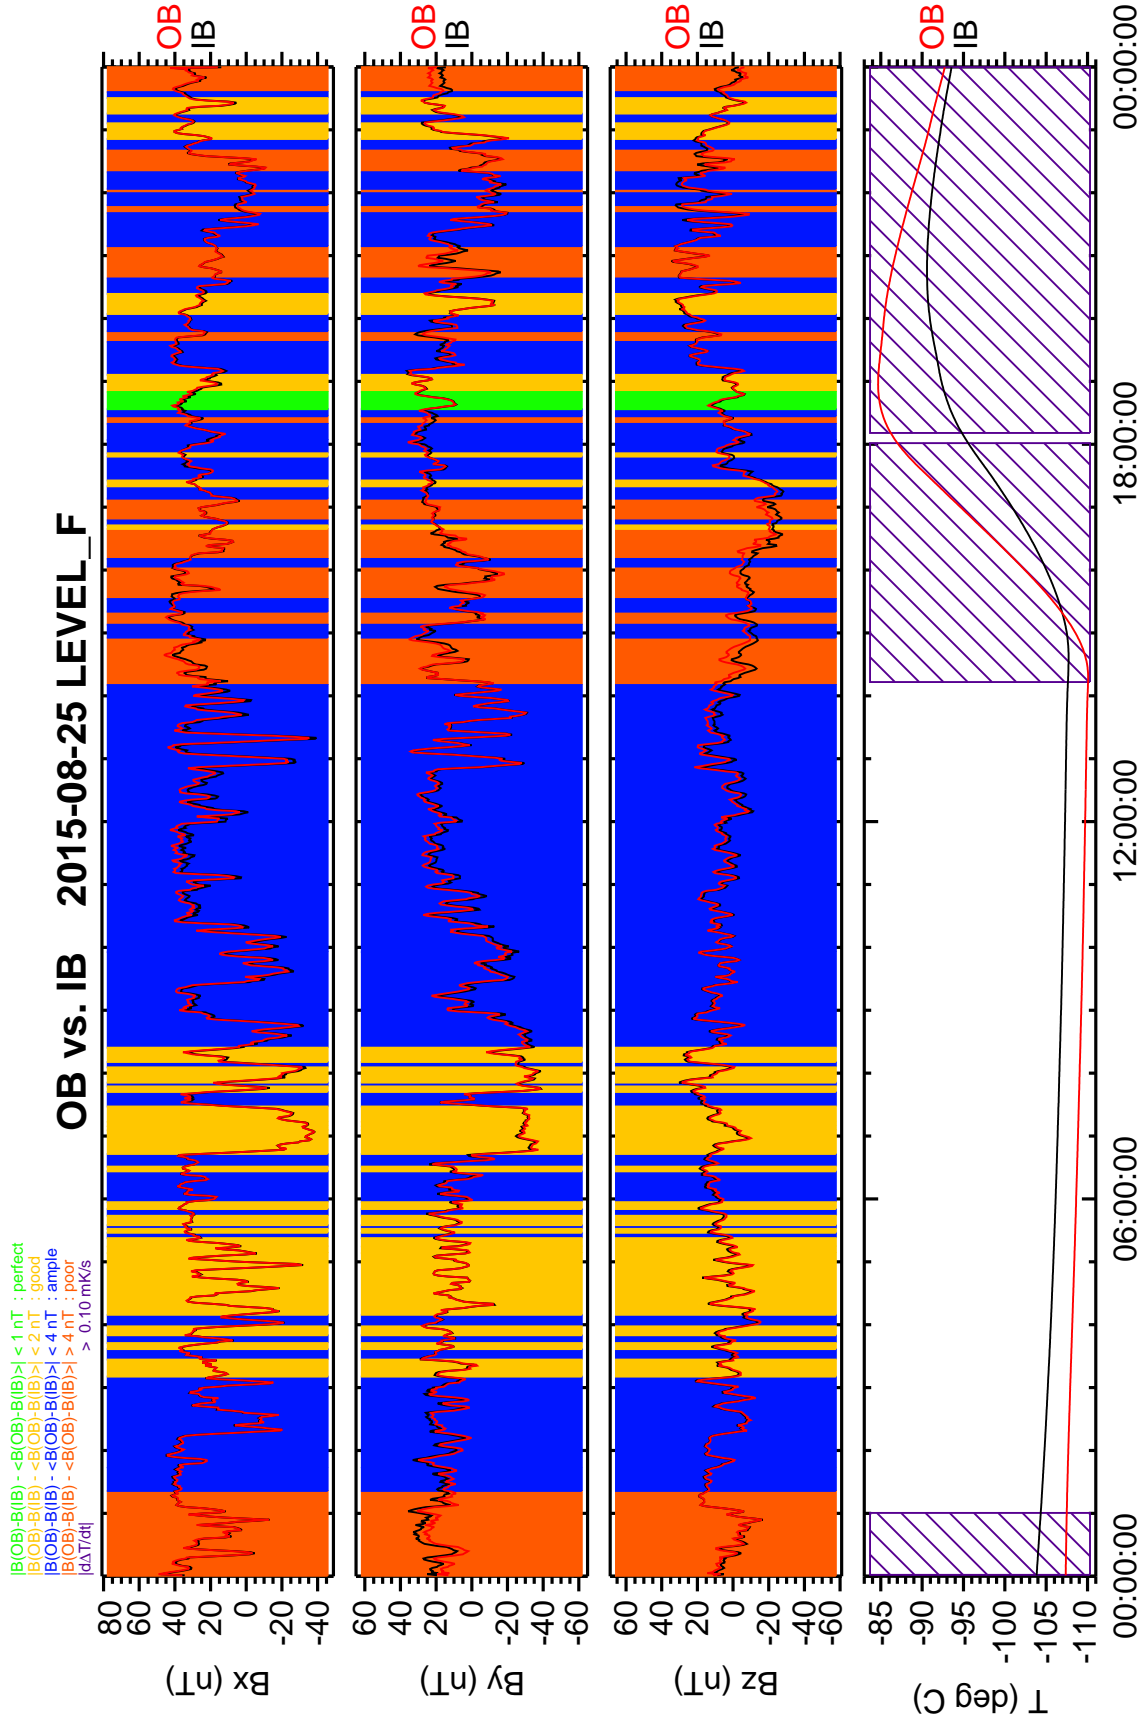 OB vs. IB 2015-08-25 LEVEL_F
|B(OB)-B(IB) - <B(OB)-B(IB)>| < 1 nT : perfect
|B(OB)-B(IB) - <B(OB)-B(IB)>| < 2 nT : good
|B(OB)-B(IB) - <B(OB)-B(IB)>| < 4 nT : ample
|B(OB)-B(IB) - <B(OB)-B(IB)>| > 4 nT : poor
|dΔT/dt| > 0.10 mK/s
Bx (nT)
80
60
40
20
0
-20
-40
OB
IB
By (nT)
60
40
20
0
-20
-40
-60
OB
IB
Bz (nT)
60
40
20
0
-20
-40
-60
OB
IB
T (deg C)
-85
-90
-95
-100
-105
-110
OB
IB
00:00:00
06:00:00
12:00:00
18:00:00
00:00:00